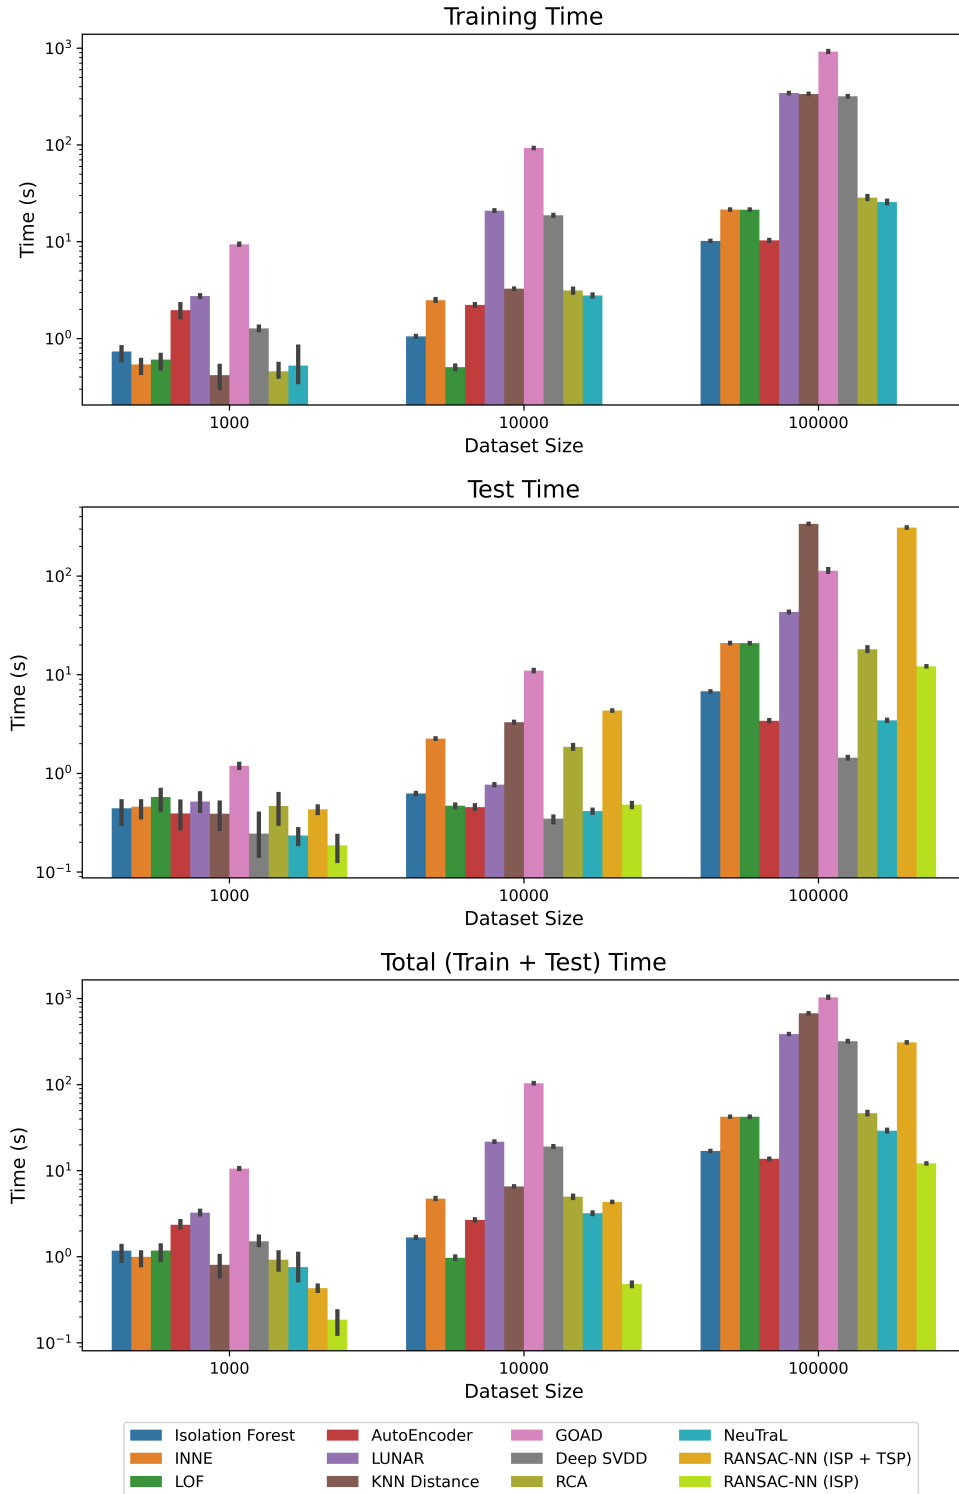 Training Time
10³
10²
10¹
10⁰
Time (s)
1000 10000 100000
Dataset Size
Test Time
10²
10¹
10⁰
10⁻¹
Time (s)
1000 10000 100000
Dataset Size
Total (Train + Test) Time
10³
10²
10¹
10⁰
10⁻¹
Time (s)
1000 10000 100000
Dataset Size
Isolation Forest AutoEncoder GOAD NeuTraL
INNE LUNAR Deep SVDD RANSAC-NN (ISP + TSP)
LOF KNN Distance RCA RANSAC-NN (ISP)